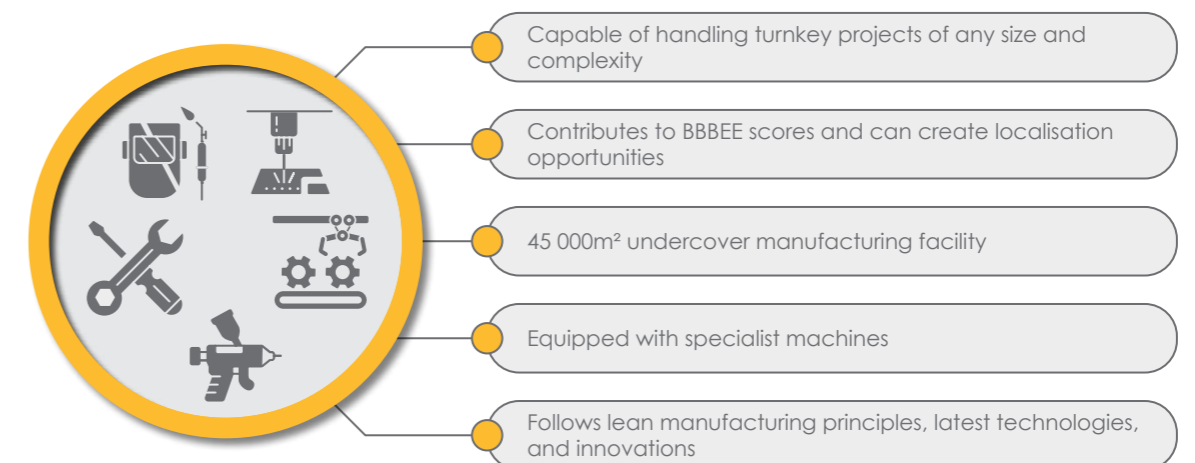 Capable of handling turnkey projects of any size and
complexity
Contributes to BBBEE scores and can create localisation
opportunities
45 000m² undercover manufacturing facility
Equipped with specialist machines
Follows lean manufacturing principles, latest technologies,
and innovations